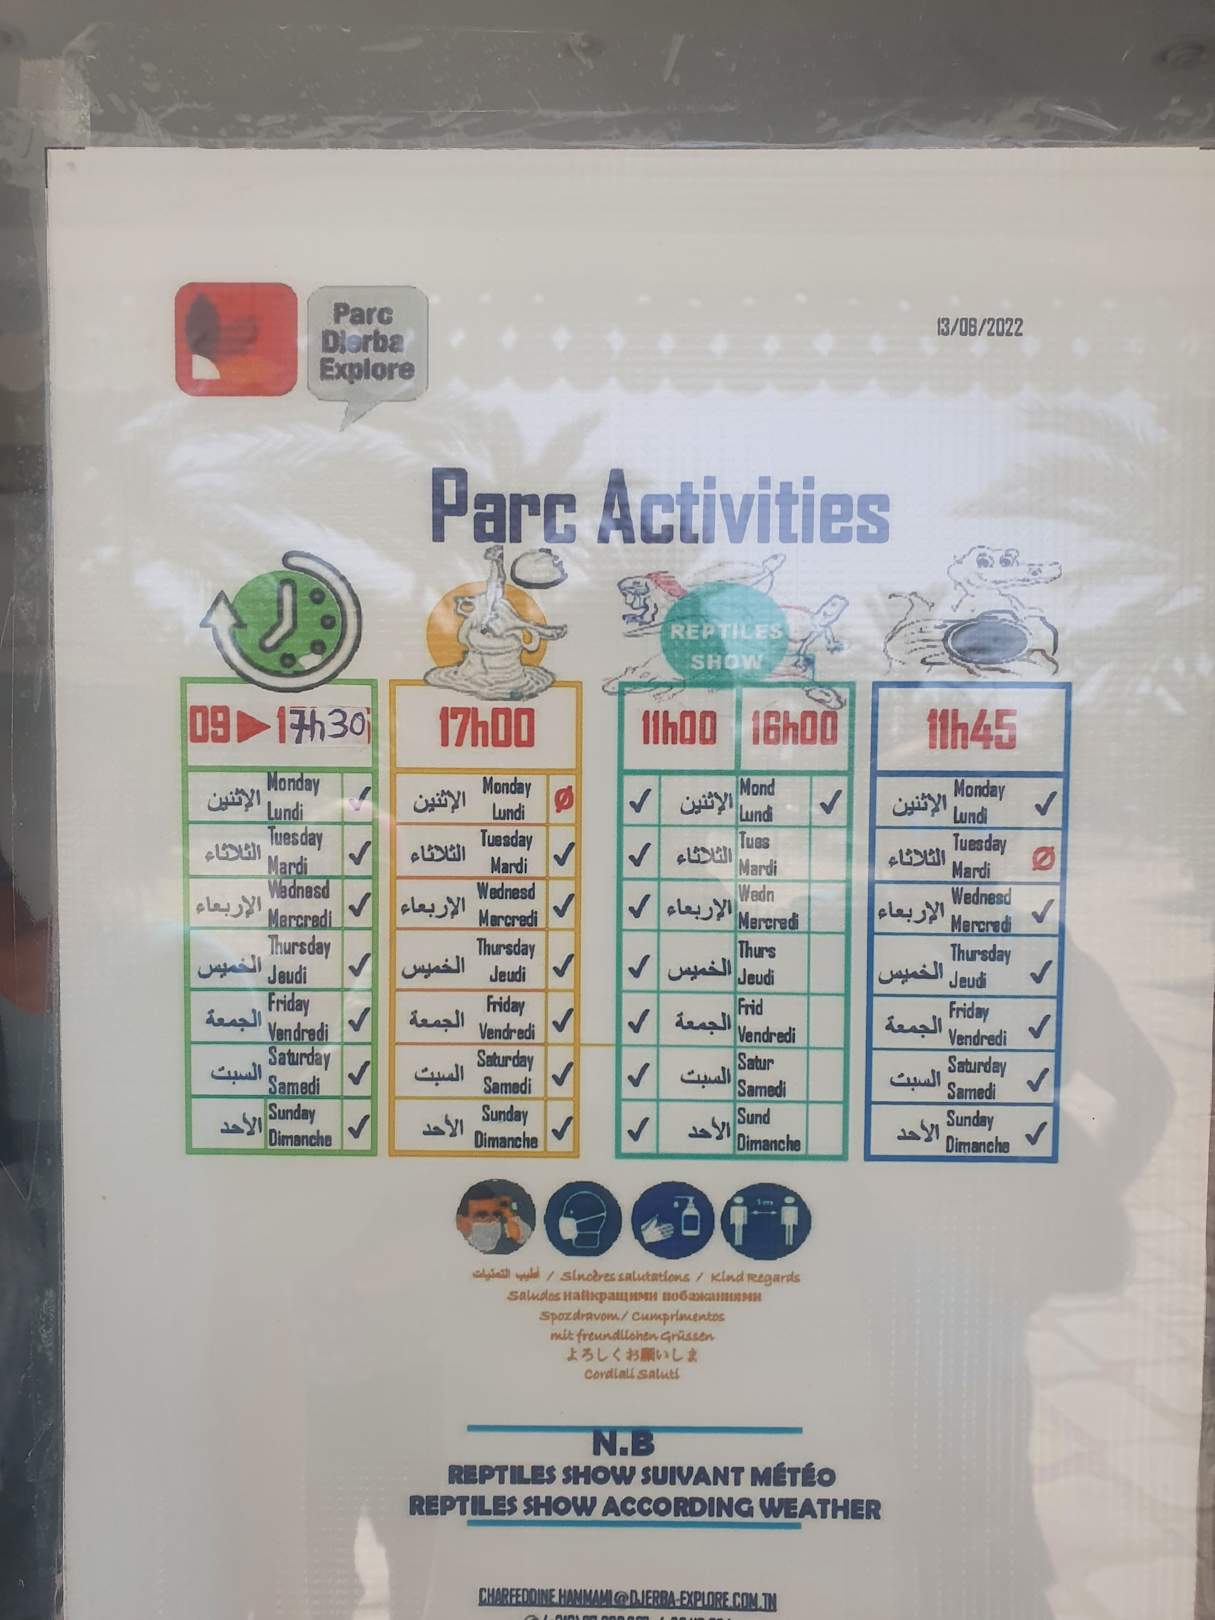 Parc
Djerba
Explore
13/06/2022
Parc Activities
REPTILES
SHOW
09 17h30
الإثنين Monday Lundi ✓
الثلاثاء Tuesday Mardi ✓
الإربعاء Wednesd Mercredi ✓
الخميس Thursday Jeudi ✓
الجمعة Friday Vendredi ✓
السبت Saturday Samedi ✓
الأحد Sunday Dimanche ✓
17h00
الإثنين Monday Lundi Ø
الثلاثاء Tuesday Mardi ✓
الإربعاء Wednesd Mercredi ✓
الخميس Thursday Jeudi ✓
الجمعة Friday Vendredi ✓
السبت Saturday Samedi ✓
الأحد Sunday Dimanche ✓
11h00 16h00
✓ الإثنين Mond Lundi ✓
✓ الثلاثاء Tues Mardi
✓ الإربعاء Wedn Mercredi
✓ الخميس Thurs Jeudi
✓ الجمعة Frid Vendredi
✓ السبت Satur Samedi
✓ الأحد Sund Dimanche
11h45
الإثنين Monday Lundi ✓
الثلاثاء Tuesday Mardi Ø
الإربعاء Wednesd Mercredi ✓
الخميس Thursday Jeudi ✓
الجمعة Friday Vendredi ✓
السبت Saturday Samedi ✓
الأحد Sunday Dimanche ✓
أطيب التمنيات / Sincères salutations / Kind Regards
Saludos найкращими побажаннями
Spozdravom / Cumprimentos
mit freundlichen Grüssen
よろしくお願いしま
Cordiali Saluti
N.B
REPTILES SHOW SUIVANT MÉTÉO
REPTILES SHOW ACCORDING WEATHER
CHARFEDDINE.HAMMAMI@DJERBA-EXPLORE.COM.TN